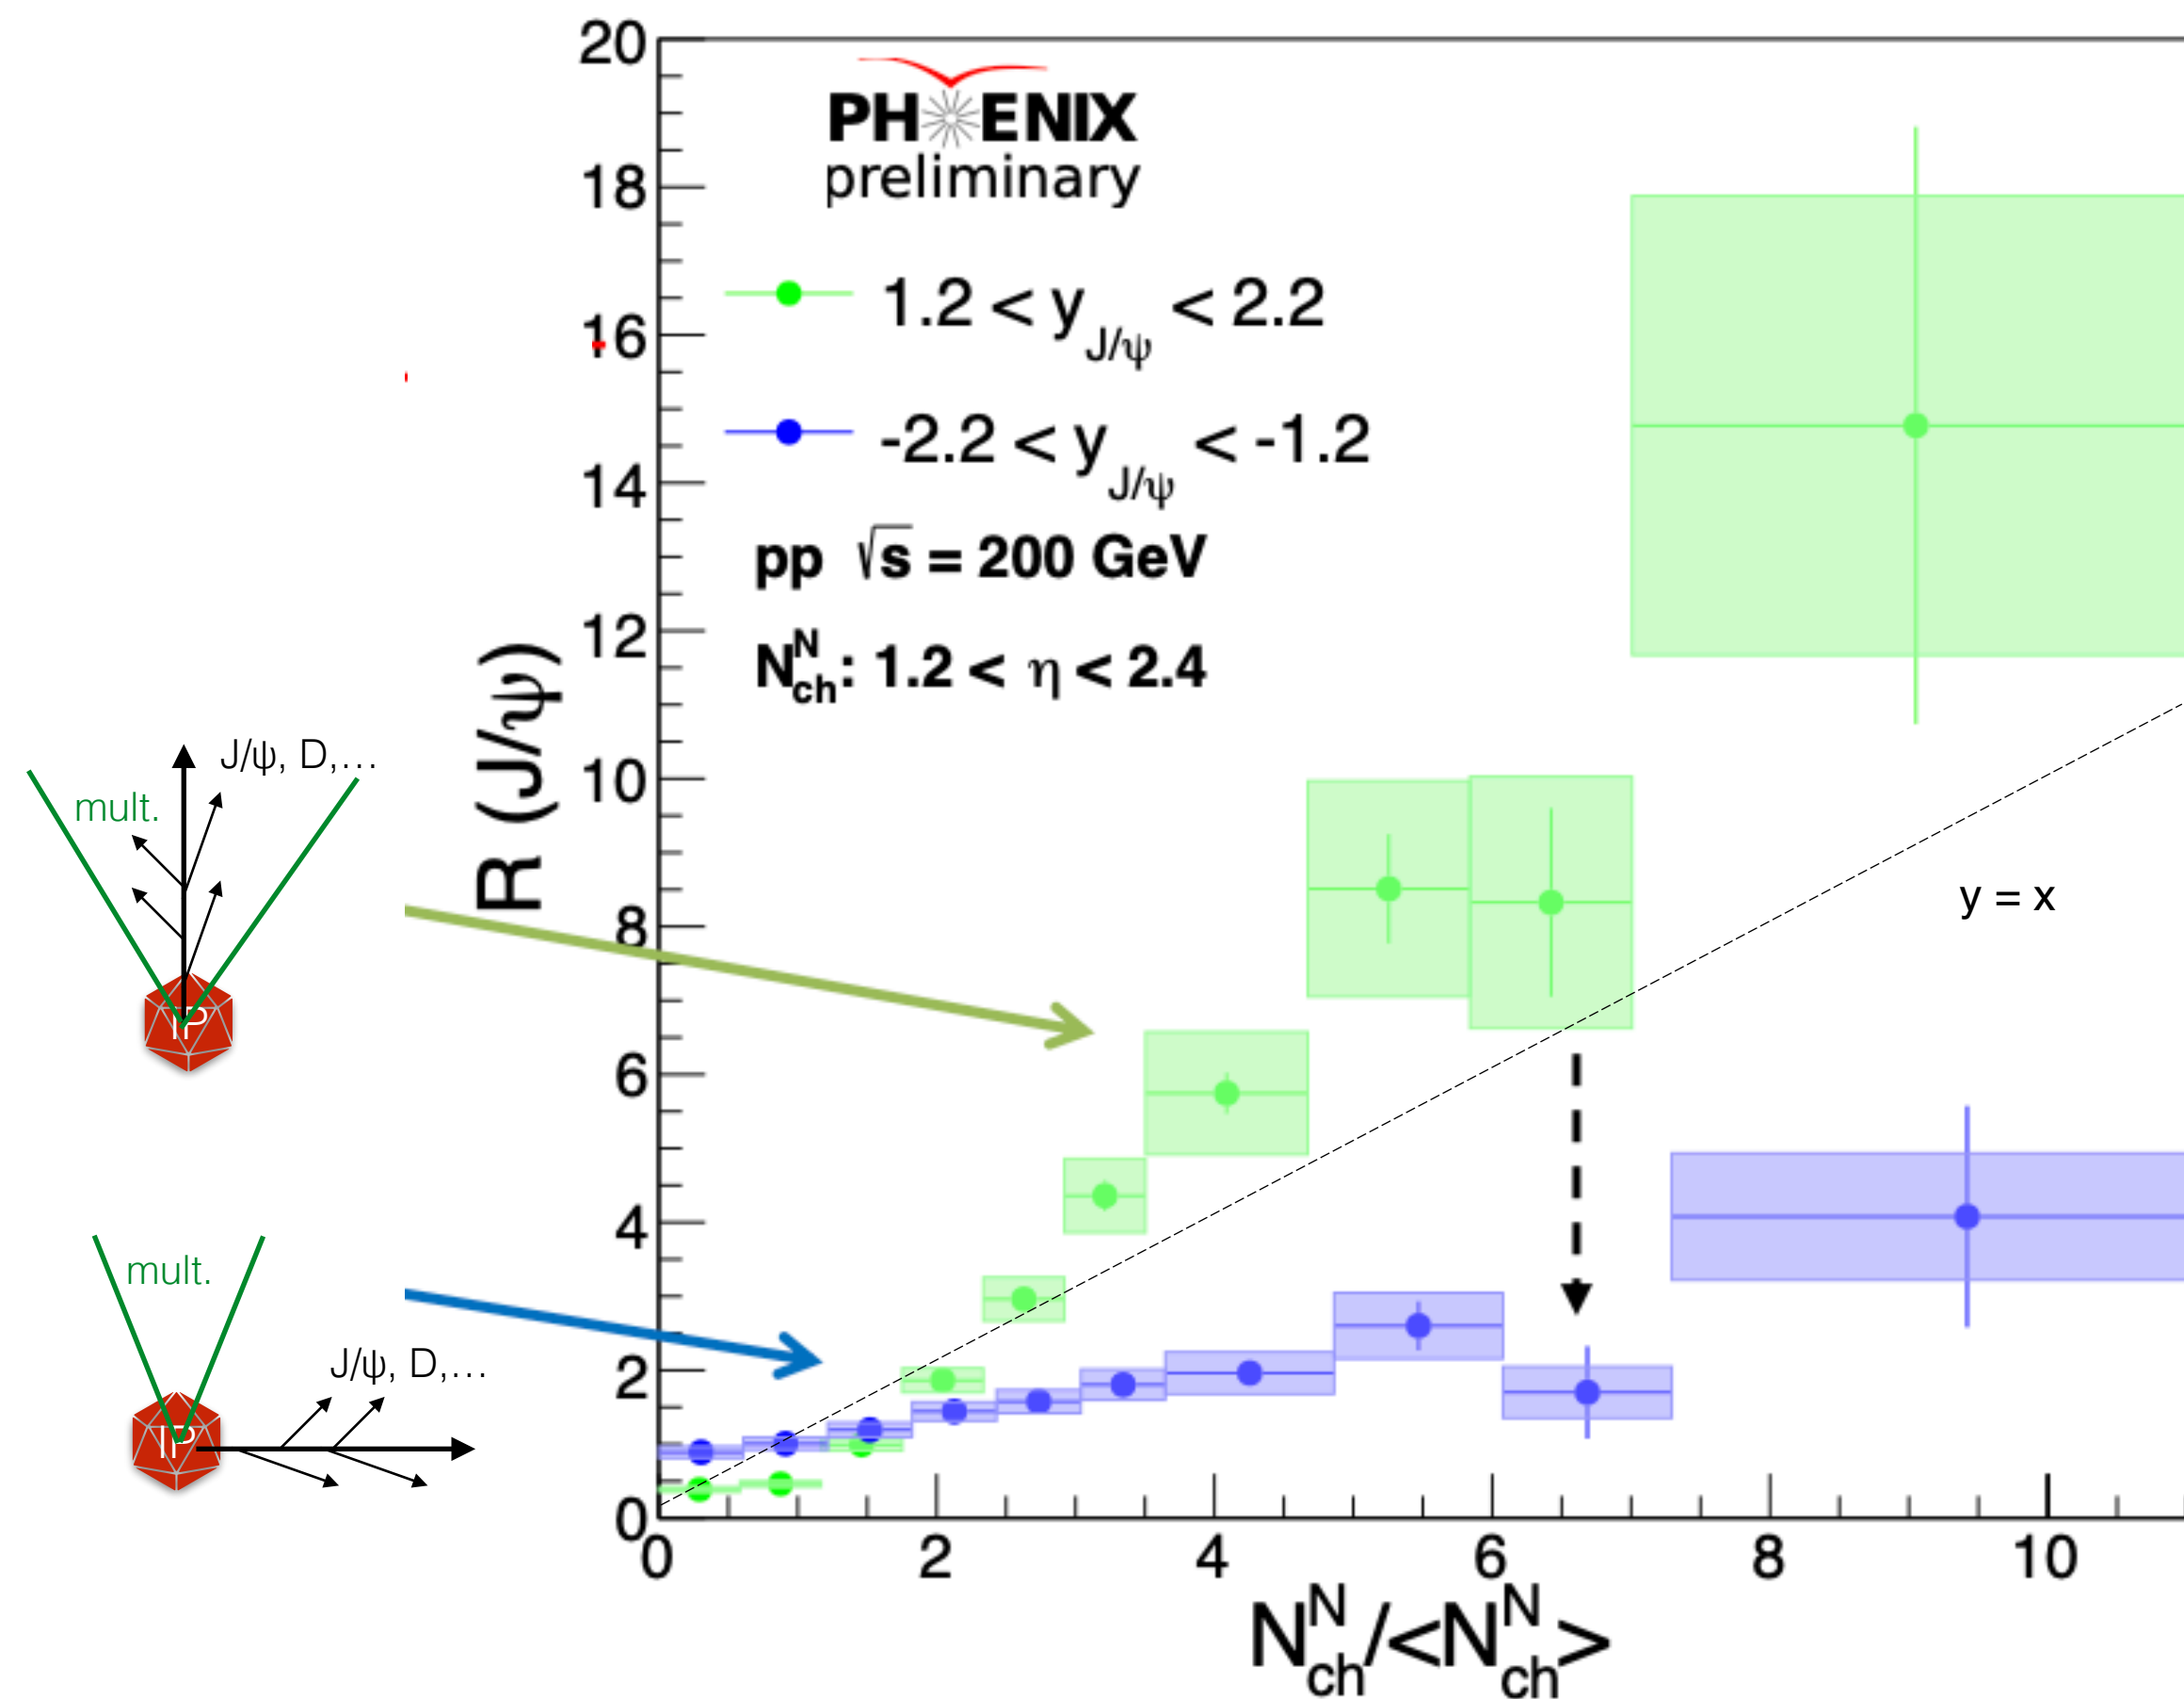 PHENIX
preliminary
1.2 < y J/ψ < 2.2
-2.2 < y J/ψ < -1.2
pp √s = 200 GeV
N^N_ch: 1.2 < η < 2.4
R (J/ψ)
20
18
16
14
12
10
8
6
4
2
0
0 2 4 6 8 10
N^N_ch/<N^N_ch>
y = x
J/ψ, D,...
mult.
IP
mult.
J/ψ, D,...
IP